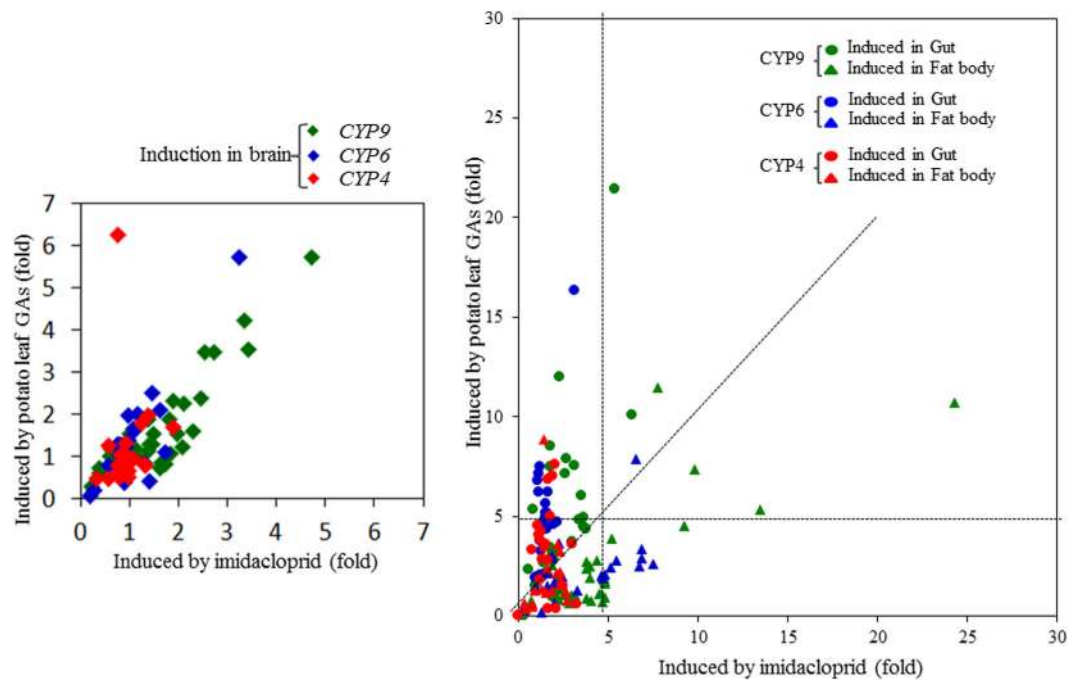 Induction in brain
CYP9
CYP6
CYP4
7
6
5
4
3
2
1
0
0 1 2 3 4 5 6 7
Induced by potato leaf GAs (fold)
Induced by imidacloprid (fold)
30
25
20
15
10
5
0
0 5 10 15 20 25 30
Induced by potato leaf GAs (fold)
Induced by imidacloprid (fold)
CYP9
Induced in Gut
Induced in Fat body
CYP6
Induced in Gut
Induced in Fat body
CYP4
Induced in Gut
Induced in Fat body